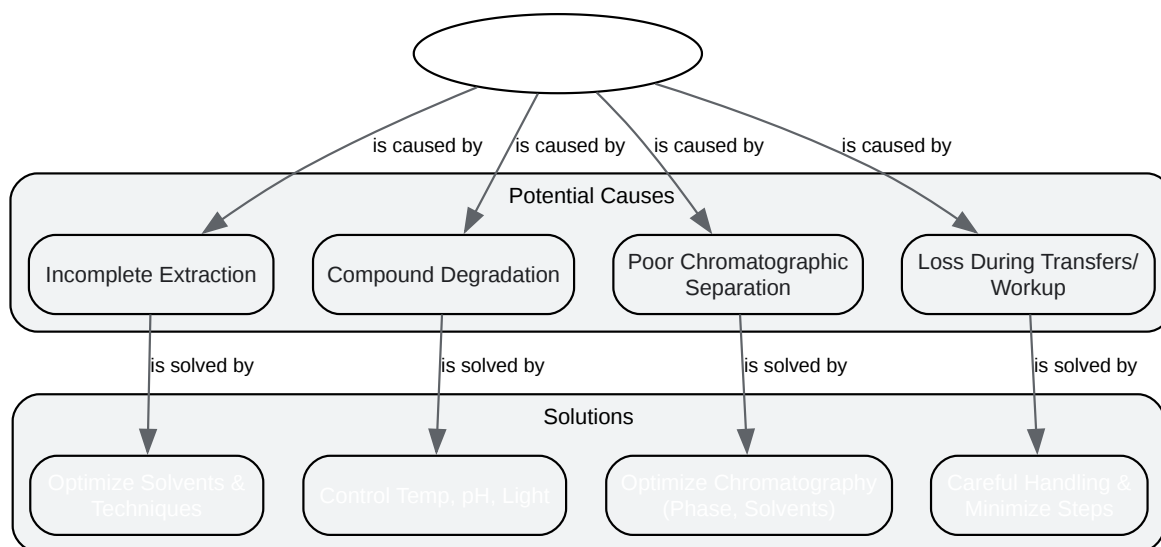 is caused by
is caused by
is caused by
is caused by
Potential Causes
Incomplete Extraction
Compound Degradation
Poor Chromatographic
Separation
Loss During Transfers/
Workup
is solved by
is solved by
is solved by
is solved by
Solutions
Optimize Solvents &
Techniques
Control Temp, pH, Light
Optimize Chromatography
(Phase, Solvents)
Careful Handling &
Minimize Steps